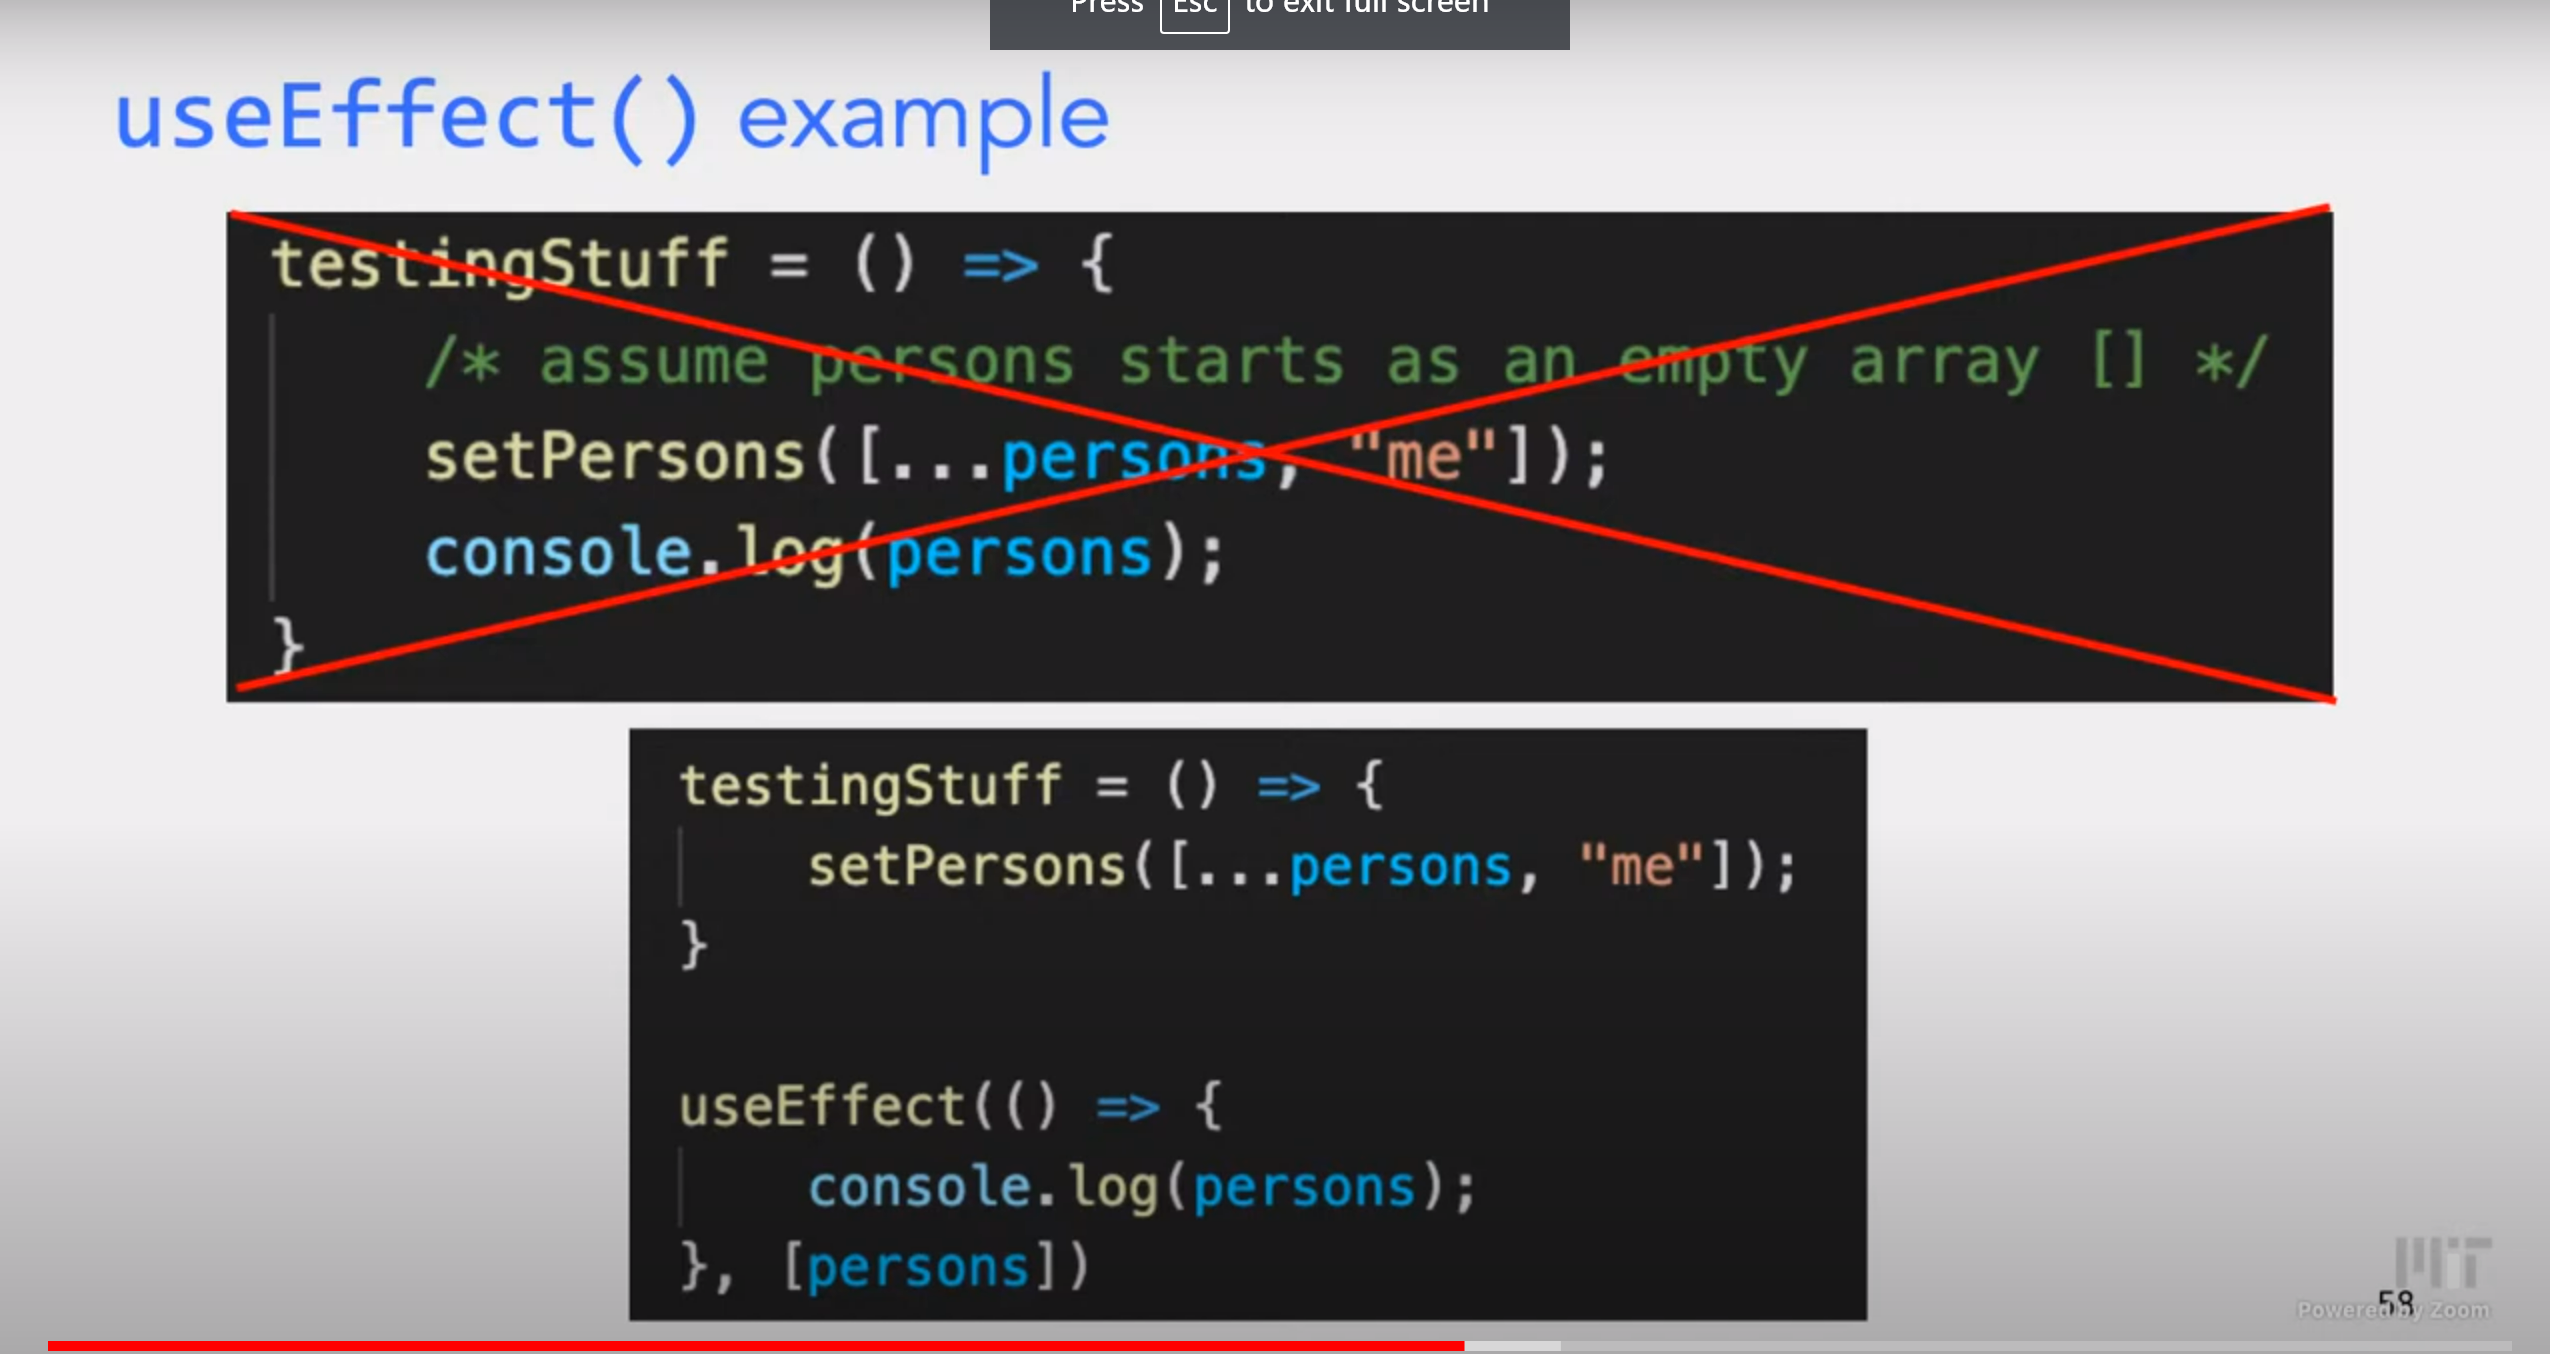 Press Esc to exit full screen
useEffect() example
testingStuff = () => {
/* assume persons starts as an empty array [] */
setPersons([...persons, "me"]);
console.log(persons);
}
testingStuff = () => {
setPersons([...persons, "me"]);
}
useEffect(() => {
console.log(persons);
}, [persons])
MIT
58
Powered by Zoom